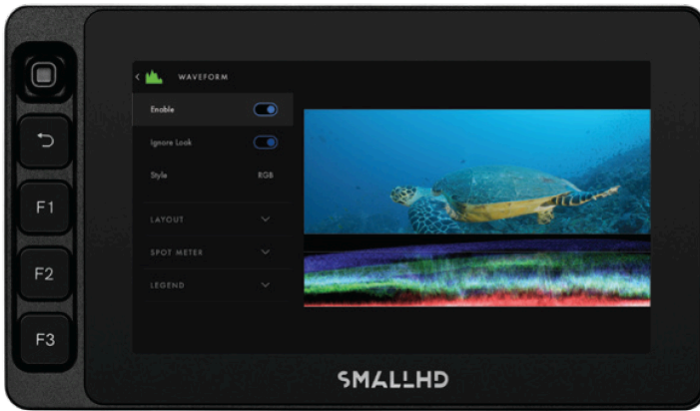 WAVEFORM
Enable
Ignore Look
Style RGB
LAYOUT
SPOT METER
LEGEND
F1
F2
F3
SMALLHD